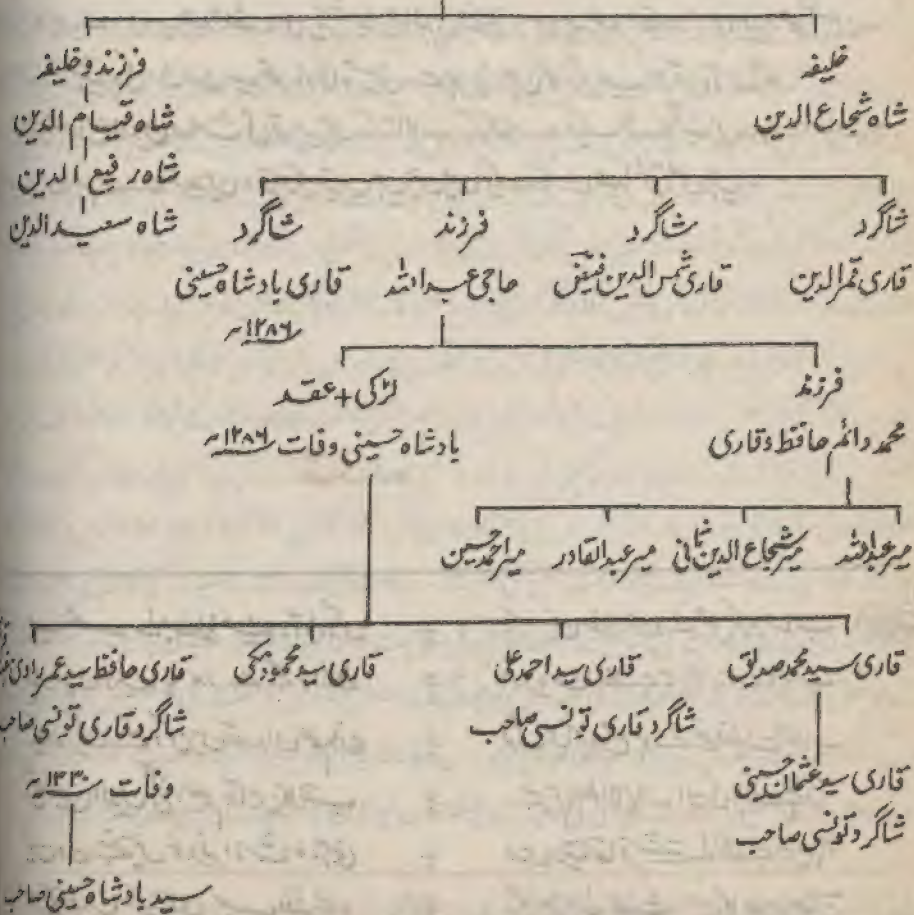 خلیفہ
شاہ شجاع الدین
فرزند و خلیفہ
شاہ قیام الدین
شاہ رفیع الدین
شاہ سعید الدین
شاگرد
قاری قمر الدین
شاگرد
قاری شمس الدین فیض
فرزند
حاجی عبداللہ
شاگرد
قاری بادشاہ حسینی
۱۲۸۶ھ
فرزند
محمد دائم حافظ و قاری
لڑکی + عقد
بادشاہ حسینی وفات ۱۲۸۶ھ
میر عبداللہ
میر شجاع الدین ثانی
میر عبدالقادر
میر احمد حسین
قاری سید محمد صدیق
قاری سید عثمان حسینی
شاگرد تونسی صاحب
قاری سید احمد علی
شاگرد قاری تونسی صاحب
قاری سید محمود مکی
قاری حافظ سید عمر
شاگرد قاری تونسی صاحب
وفات ۱۳۳۰ھ
سید بادشاہ حسینی صاحب